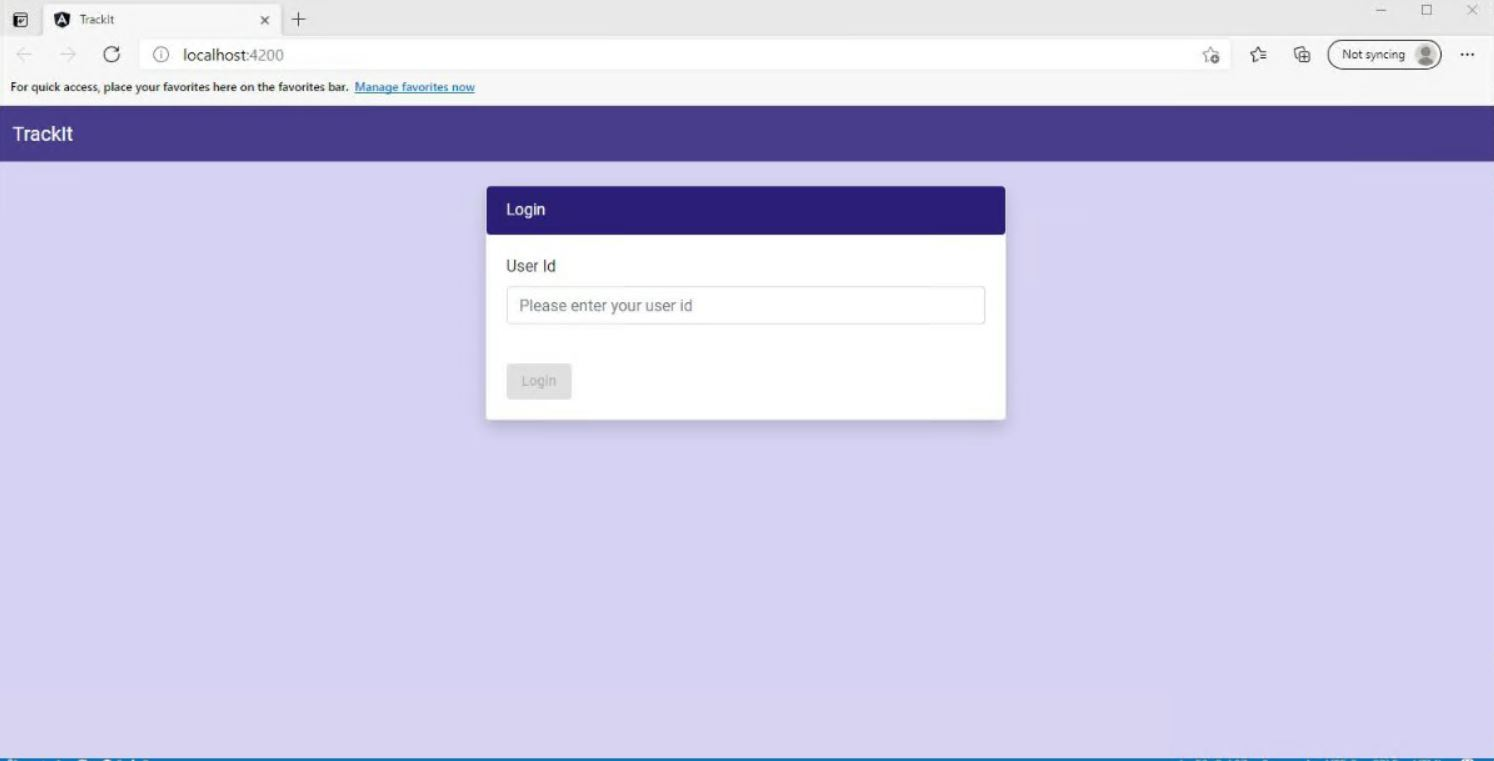 TrackIt
localhost:4200
Not syncing
For quick access, place your favorites here on the favorites bar. Manage favorites now
TrackIt
Login
User Id
Please enter your user id
Login